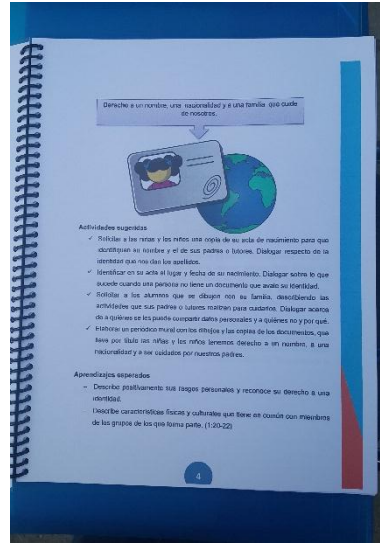 Derecho a un nombre, una nacionalidad y a una familia que cuide
de nosotros.
Actividades sugeridas
✓ Solicitar a las niñas y los niños una copia de su acta de nacimiento para que
identifiquen su nombre y el de sus padres o tutores. Dialogar respecto de la
identidad que nos dan los apellidos.
✓ Identificar en su acta el lugar y fecha de su nacimiento. Dialogar sobre lo que
sucede cuando una persona no tiene un documento que avale su identidad.
✓ Solicitar a los alumnos que se dibujen con su familia, describiendo las
actividades que sus padres o tutores realizan para cuidarlos. Dialogar acerca
de a quiénes se les puede compartir datos personales y a quiénes no y por qué.
✓ Elaborar un periódico mural con los dibujos y las copias de los documentos, que
lleve por título las niñas y los niños tenemos derecho a un nombre, a una
nacionalidad y a ser cuidados por nuestros padres.
Aprendizajes esperados
- Describe positivamente sus rasgos personales y reconoce su derecho a una
identidad.
Describe características físicas y culturales que tiene en común con miembros
de los grupos de los que forma parte. (1:20-22)
4